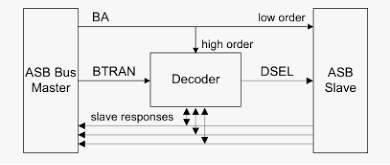 BA
low order
high order
ASB Bus
Master
BTRAN
Decoder
DSEL
ASB
Slave
slave responses